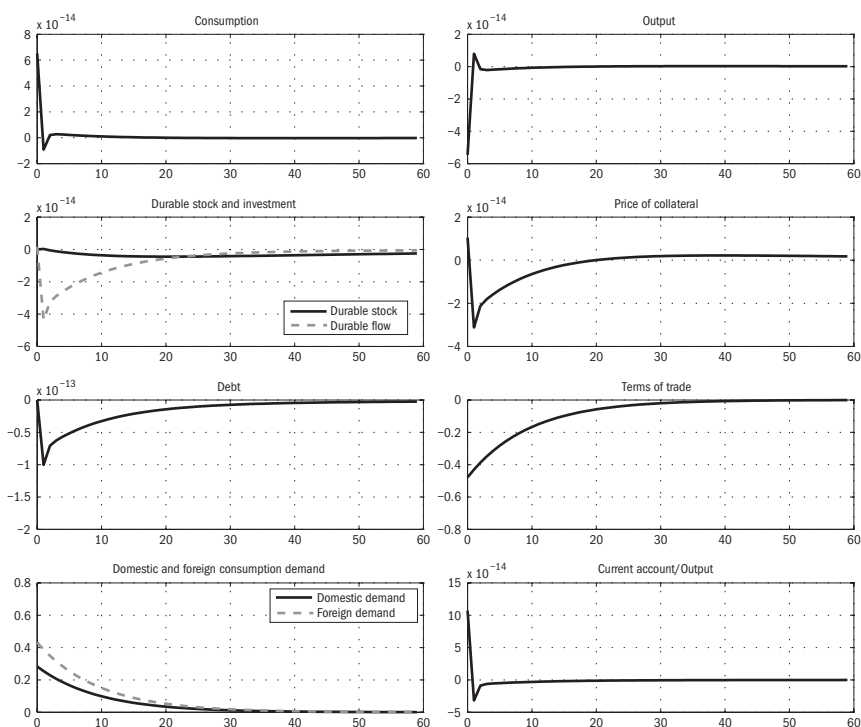 Consumption
x 10⁻¹⁴
8
6
4
2
0
−2
0 10 20 30 40 50 60
Output
x 10⁻¹⁴
2
0
−2
−4
−6
0 10 20 30 40 50 60
Durable stock and investment
x 10⁻¹⁴
2
0
−2
−4
−6
Durable stock
Durable flow
0 10 20 30 40 50 60
Price of collateral
x 10⁻¹⁴
2
0
−2
−4
0 10 20 30 40 50 60
Debt
x 10⁻¹³
0
−0.5
−1
−1.5
−2
0 10 20 30 40 50 60
Terms of trade
0
−0.2
−0.4
−0.6
−0.8
0 10 20 30 40 50 60
Domestic and foreign consumption demand
0.8
0.6
0.4
0.2
0
Domestic demand
Foreign demand
0 10 20 30 40 50 60
Current account/Output
x 10⁻¹⁴
15
10
5
0
−5
0 10 20 30 40 50 60